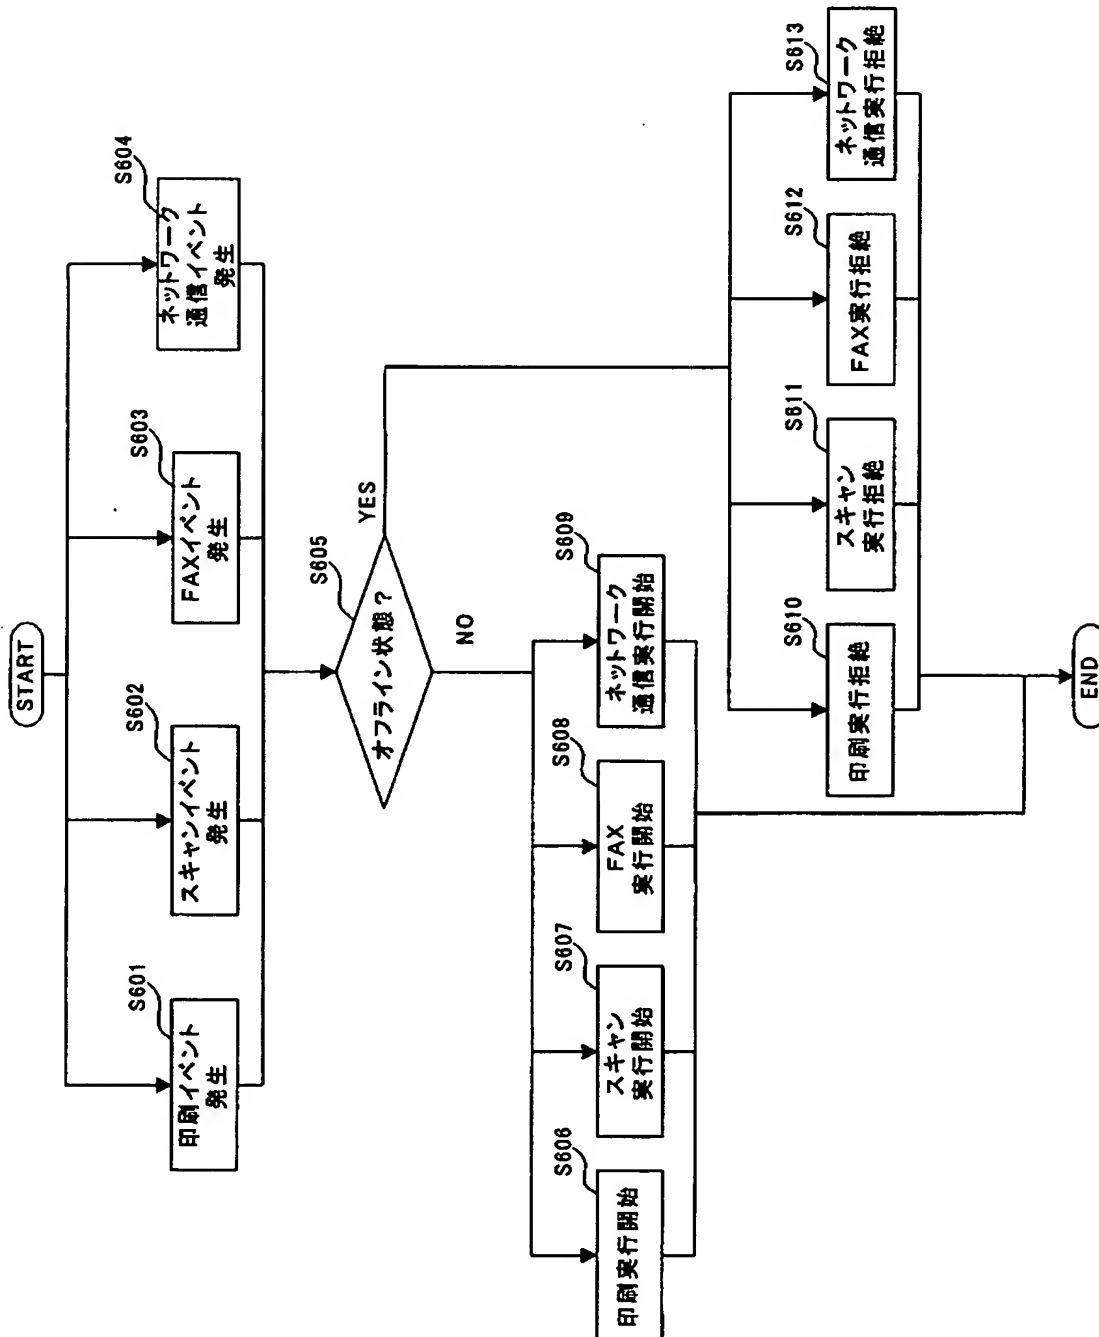 START
S601
印刷イベント
発生
S602
スキャンイベント
発生
S603
FAXイベント
発生
S604
ネットワーク
通信イベント
発生
S605
オフライン状態？
YES
NO
S606
印刷実行開始
S607
スキャン
実行開始
S608
FAX
実行開始
S609
ネットワーク
通信実行開始
S610
印刷実行拒絶
S611
スキャン
実行拒絶
S612
FAX実行拒絶
S613
ネットワーク
通信実行拒絶
END